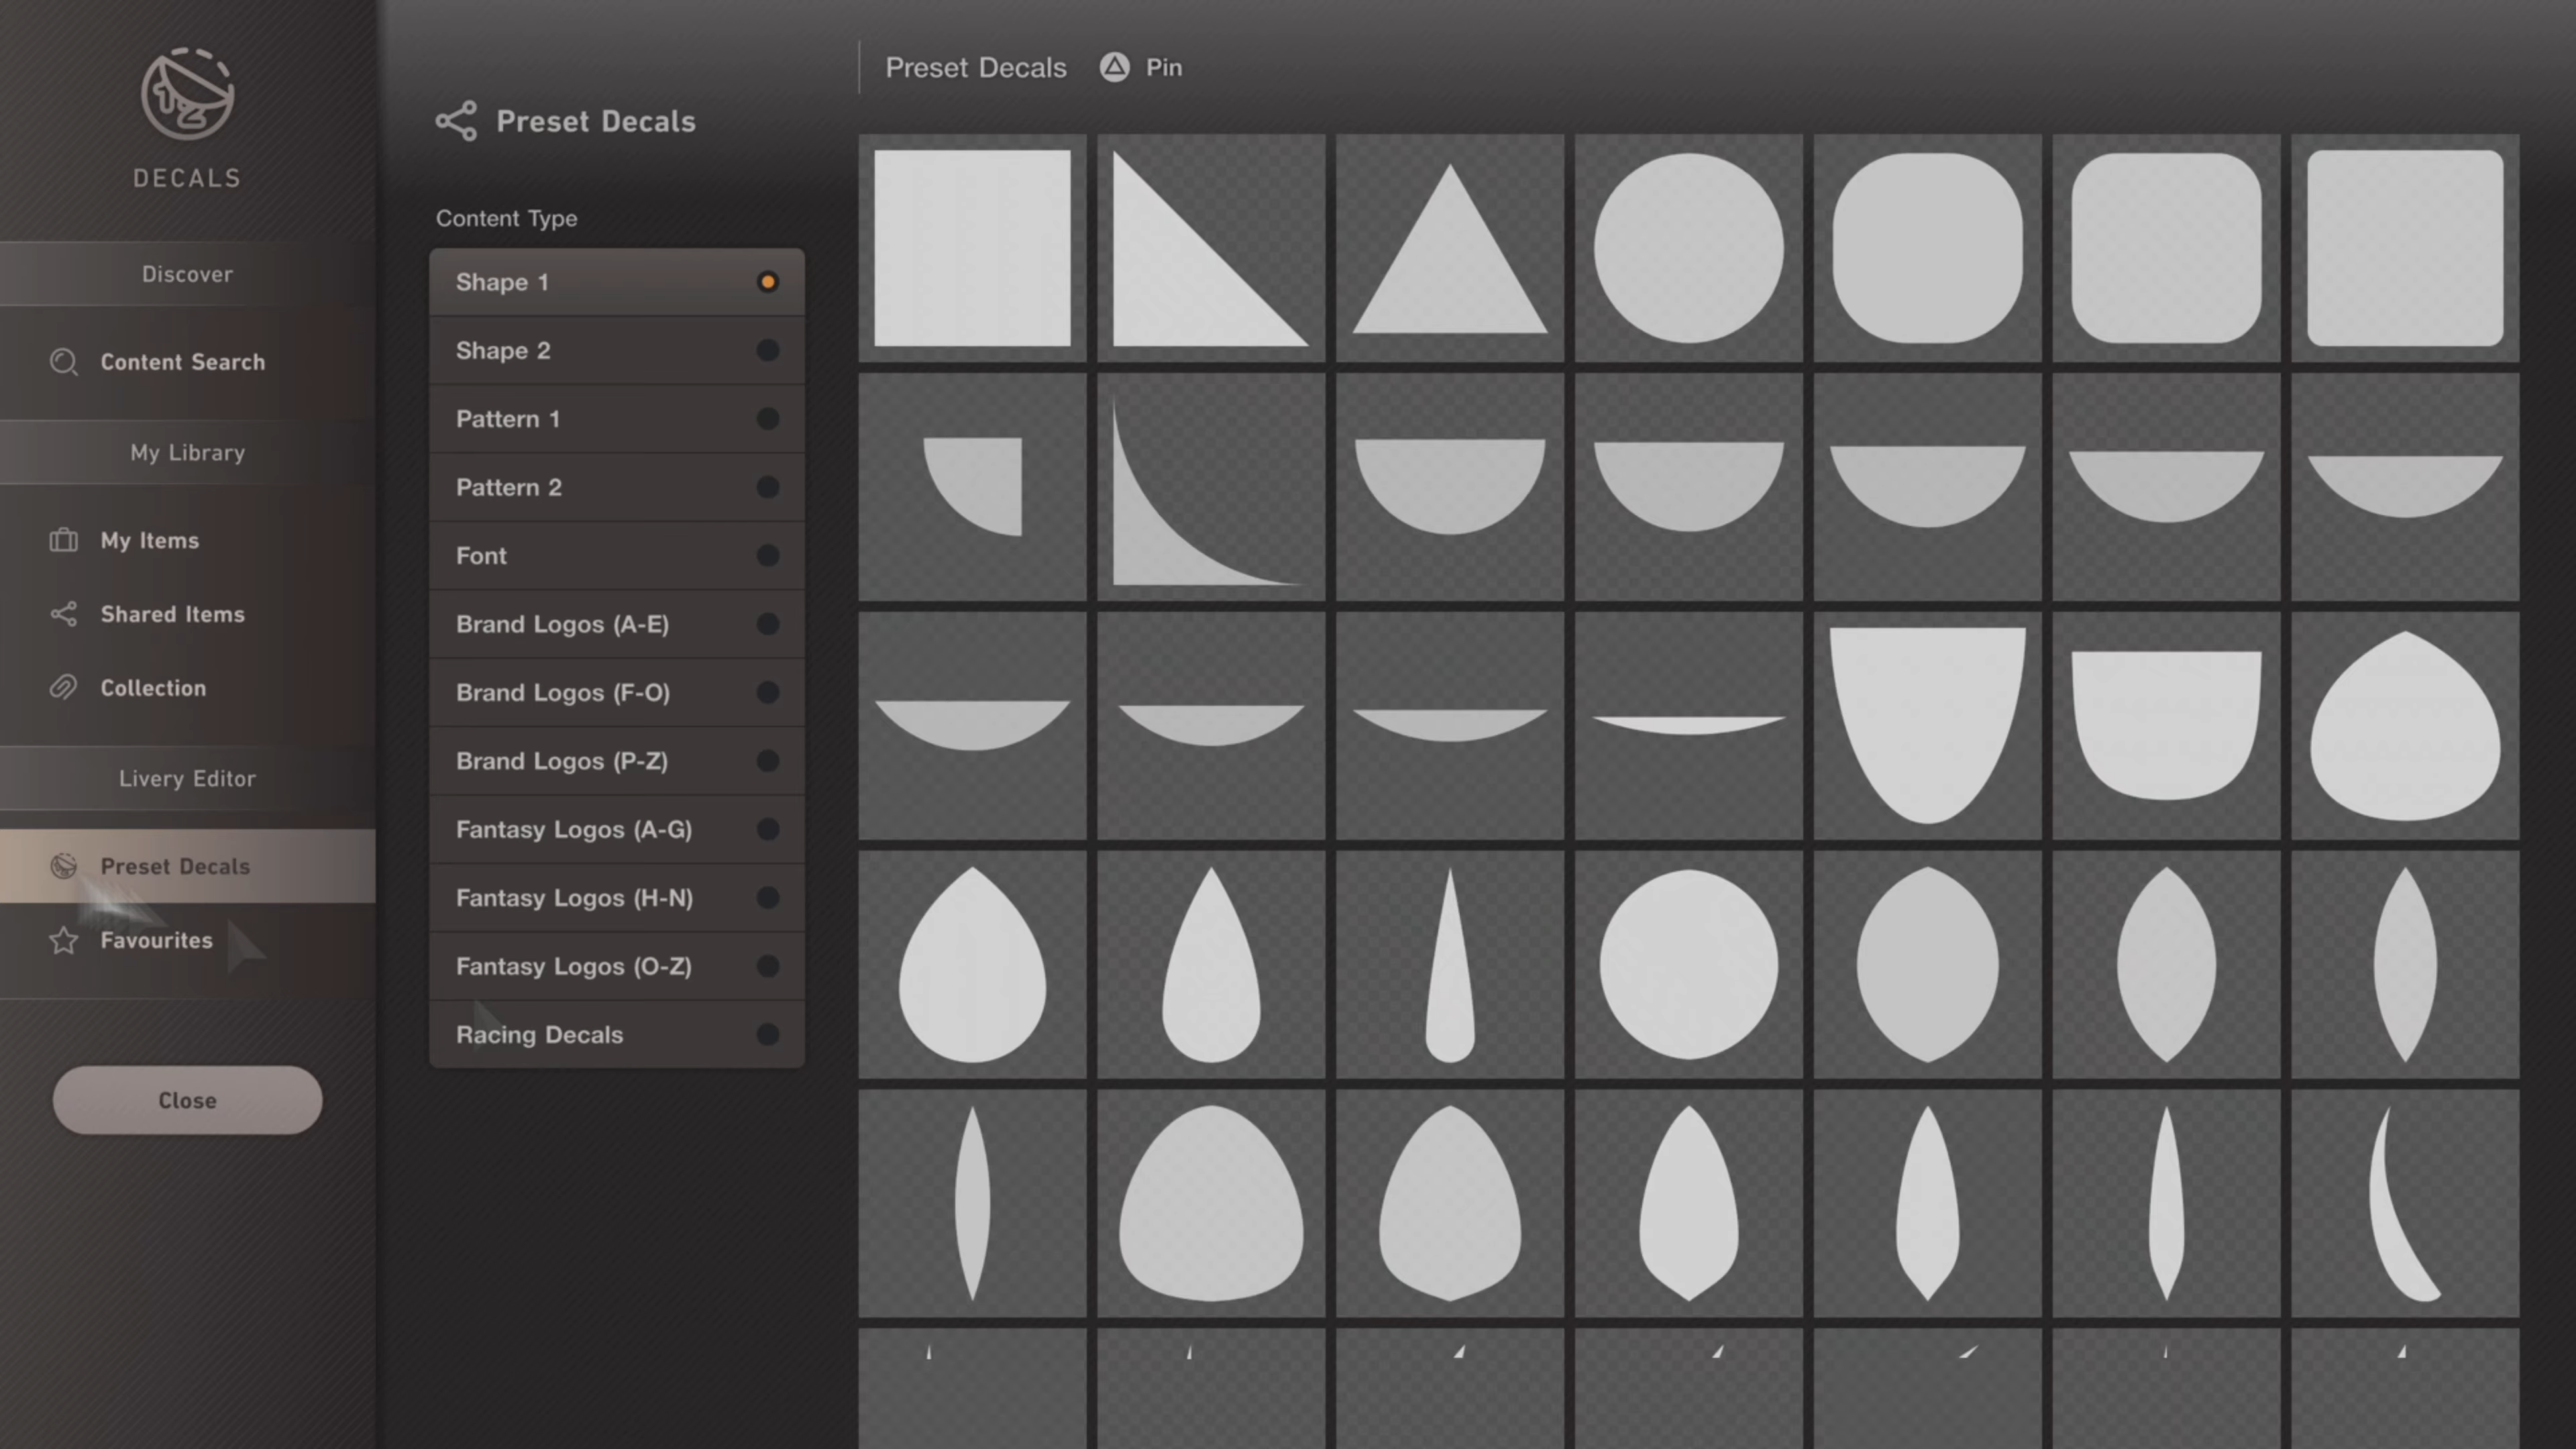 DECALS
Discover
Content Search
My Library
My Items
Shared Items
Collection
Livery Editor
Preset Decals
Favourites
Close
Preset Decals
Content Type
Shape 1
Shape 2
Pattern 1
Pattern 2
Font
Brand Logos (A-E)
Brand Logos (F-O)
Brand Logos (P-Z)
Fantasy Logos (A-G)
Fantasy Logos (H-N)
Fantasy Logos (O-Z)
Racing Decals
Preset Decals Pin